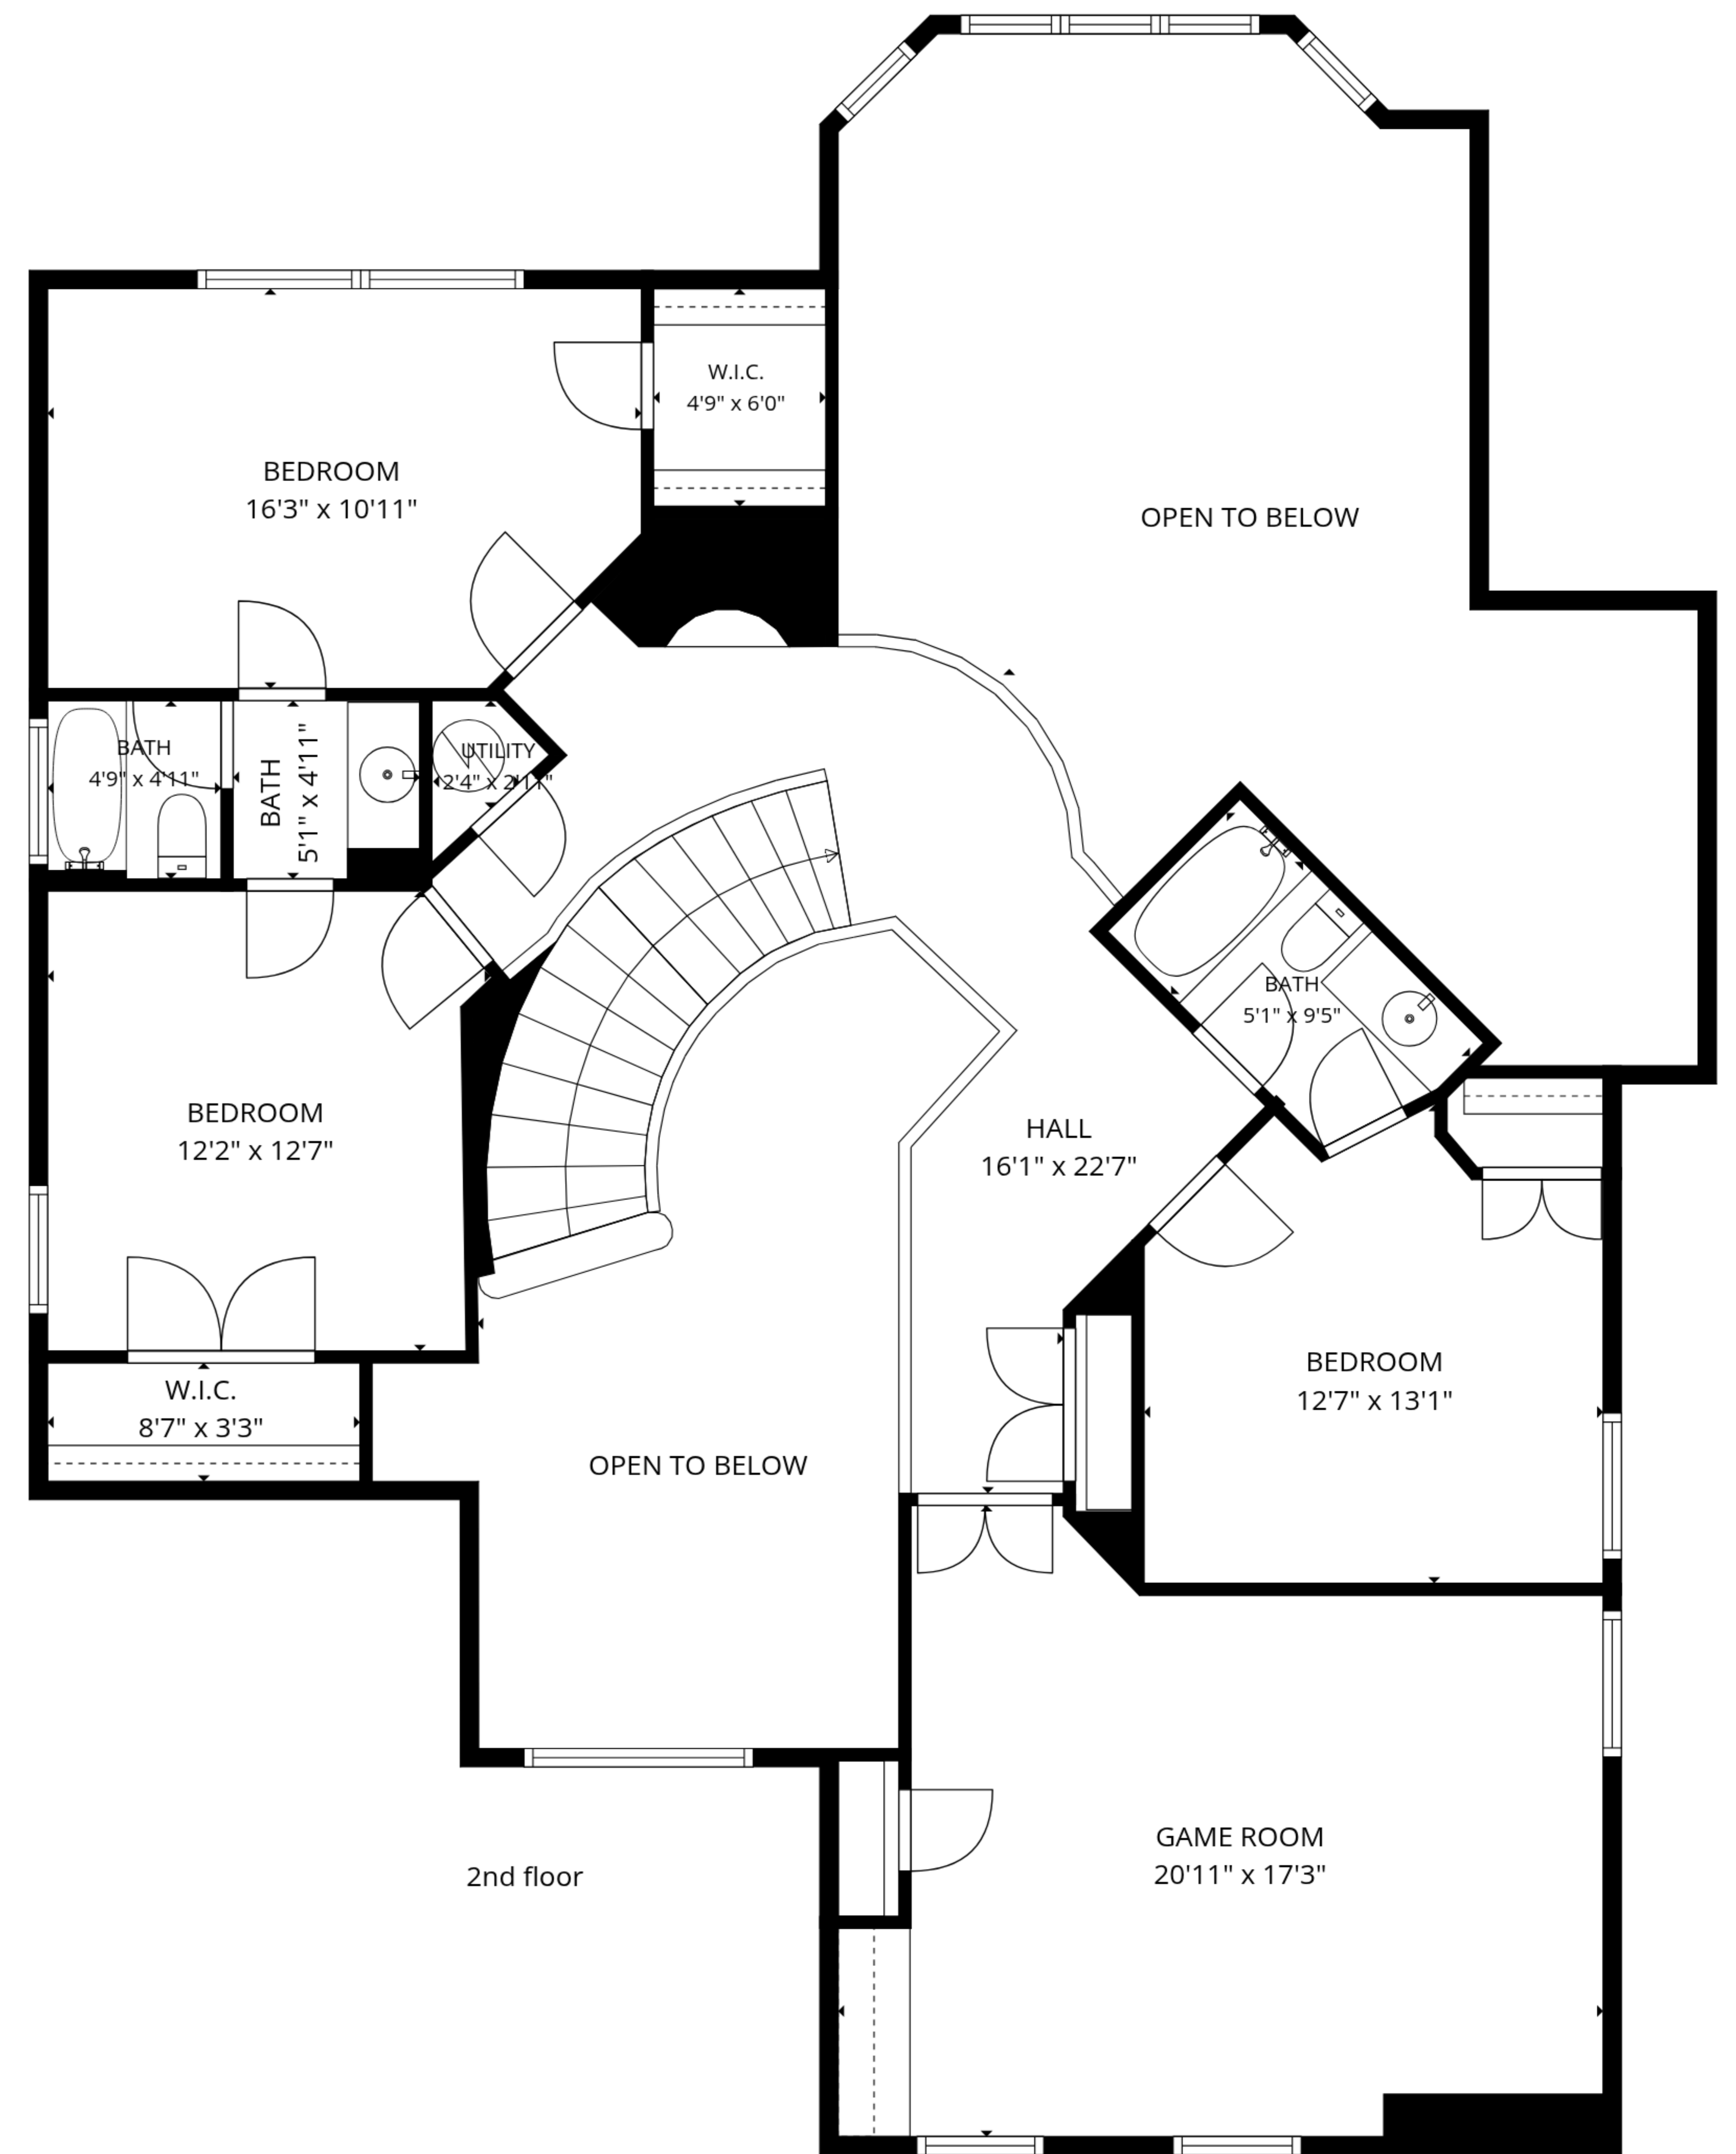 W.I.C.
4'9" x 6'0"
BEDROOM
16'3" x 10'11"
OPEN TO BELOW
BATH
4'9" x 4'11"
BATH
5'1" x 4'11"
UTILITY
2'4" x 2'11"
BATH
5'1" x 9'5"
BEDROOM
12'2" x 12'7"
HALL
16'1" x 22'7"
W.I.C.
8'7" x 3'3"
BEDROOM
12'7" x 13'1"
OPEN TO BELOW
GAME ROOM
20'11" x 17'3"
2nd floor